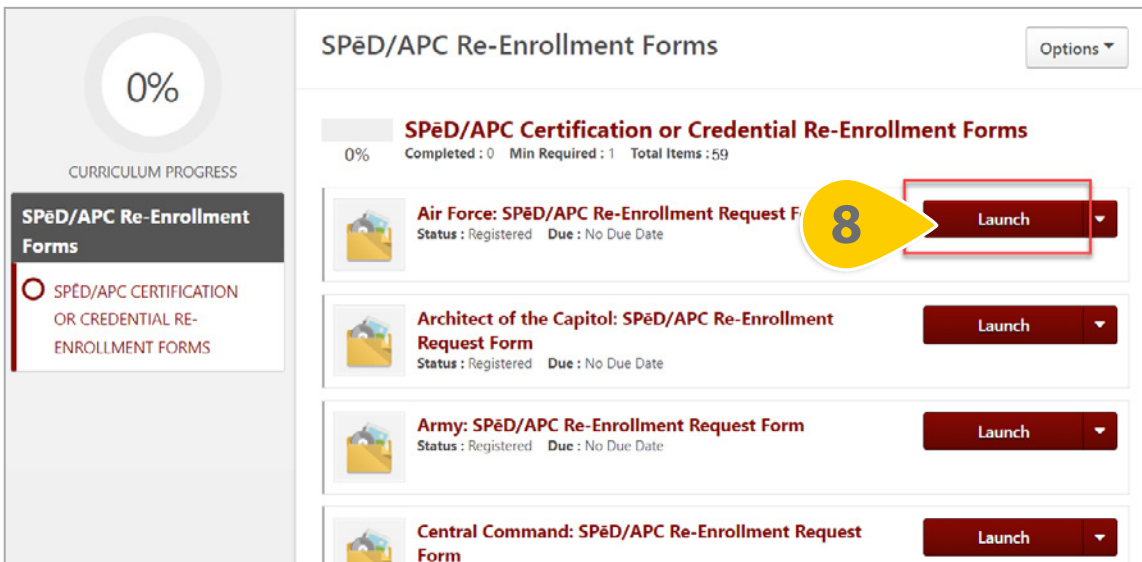 0%
CURRICULUM PROGRESS
SPēD/APC Re-Enrollment
Forms
SPĒD/APC CERTIFICATION
OR CREDENTIAL RE-
ENROLLMENT FORMS
SPēD/APC Re-Enrollment Forms
Options
SPēD/APC Certification or Credential Re-Enrollment Forms
0%
Completed : 0 Min Required : 1 Total Items : 59
Air Force: SPēD/APC Re-Enrollment Request F
Status : Registered Due : No Due Date
8
Launch
Architect of the Capitol: SPēD/APC Re-Enrollment
Request Form
Status : Registered Due : No Due Date
Launch
Army: SPēD/APC Re-Enrollment Request Form
Status : Registered Due : No Due Date
Launch
Central Command: SPēD/APC Re-Enrollment Request
Form
Launch